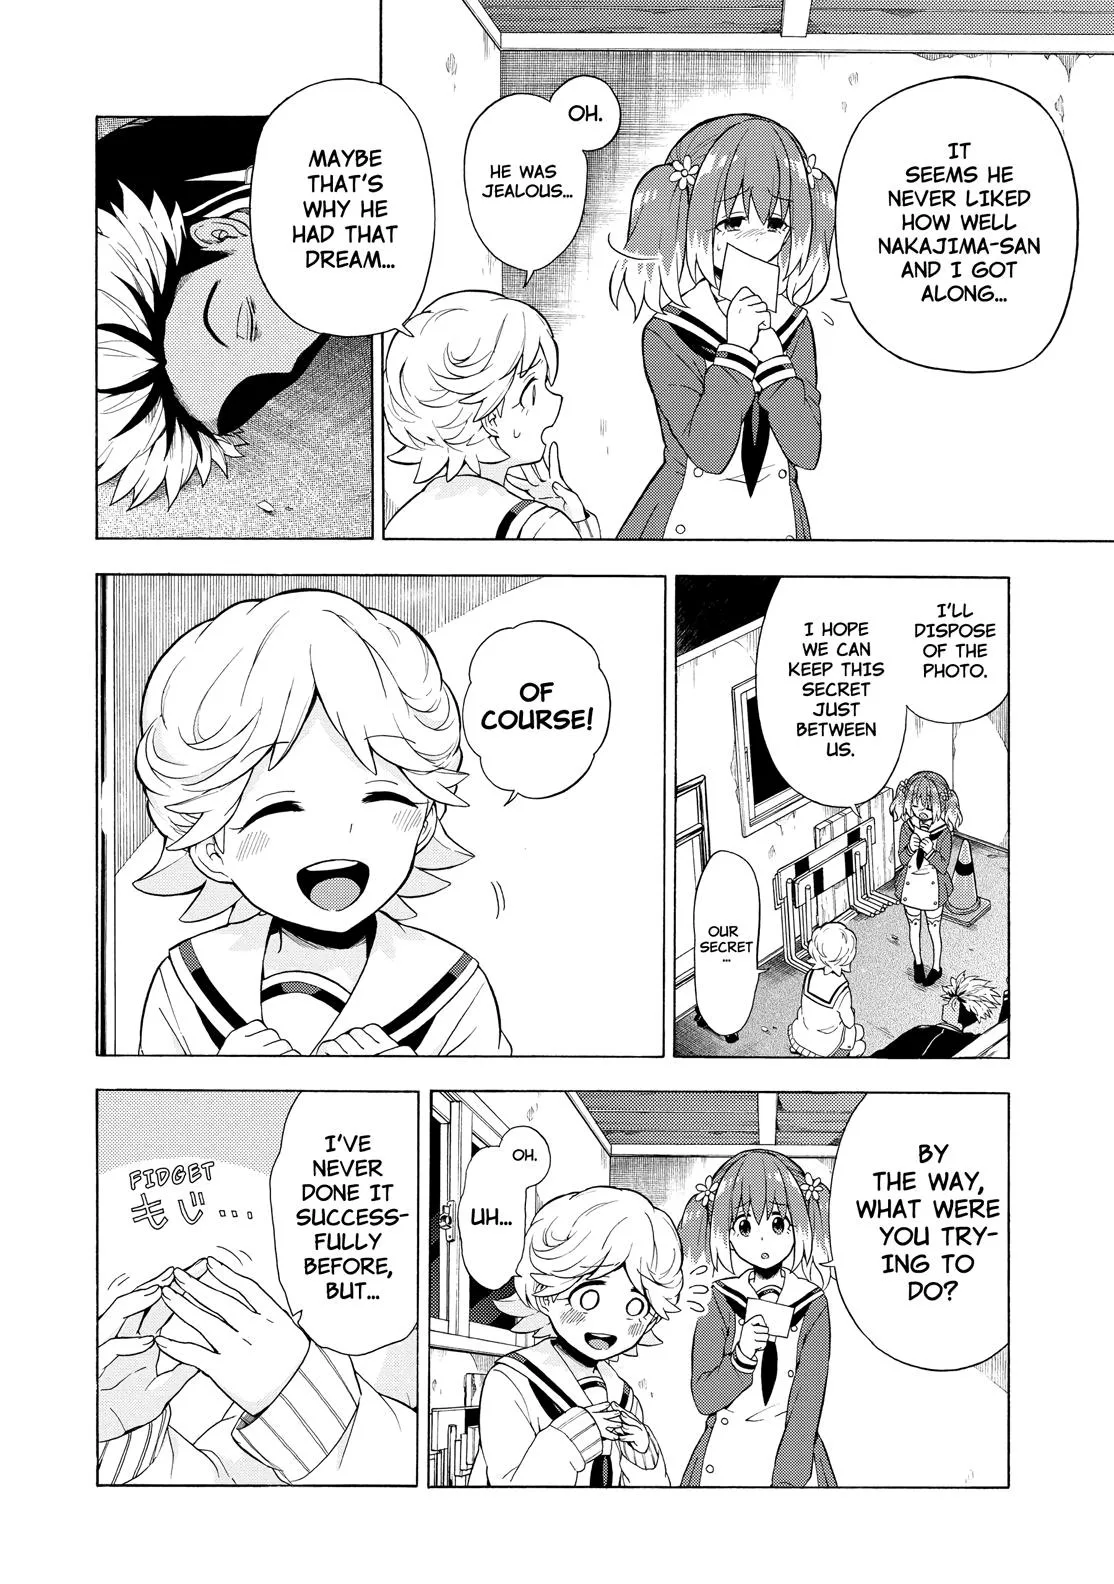 IT
SEEMS HE
NEVER LIKED
HOW WELL
NAKAJIMA-SAN
AND I GOT
ALONG...
OH.
HE WAS
JEALOUS...
MAYBE
THAT'S
WHY HE
HAD THAT
DREAM...
I'LL
DISPOSE
OF THE
PHOTO.
I HOPE
WE CAN
KEEP THIS
SECRET
JUST
BETWEEN
US.
OUR
SECRET
...
OF
COURSE!
BY
THE WAY,
WHAT WERE
YOU TRY-
ING TO
DO?
OH.
UH...
I'VE
NEVER
DONE IT
SUCCESS-
FULLY
BEFORE,
BUT...
FIDGET
もじ...